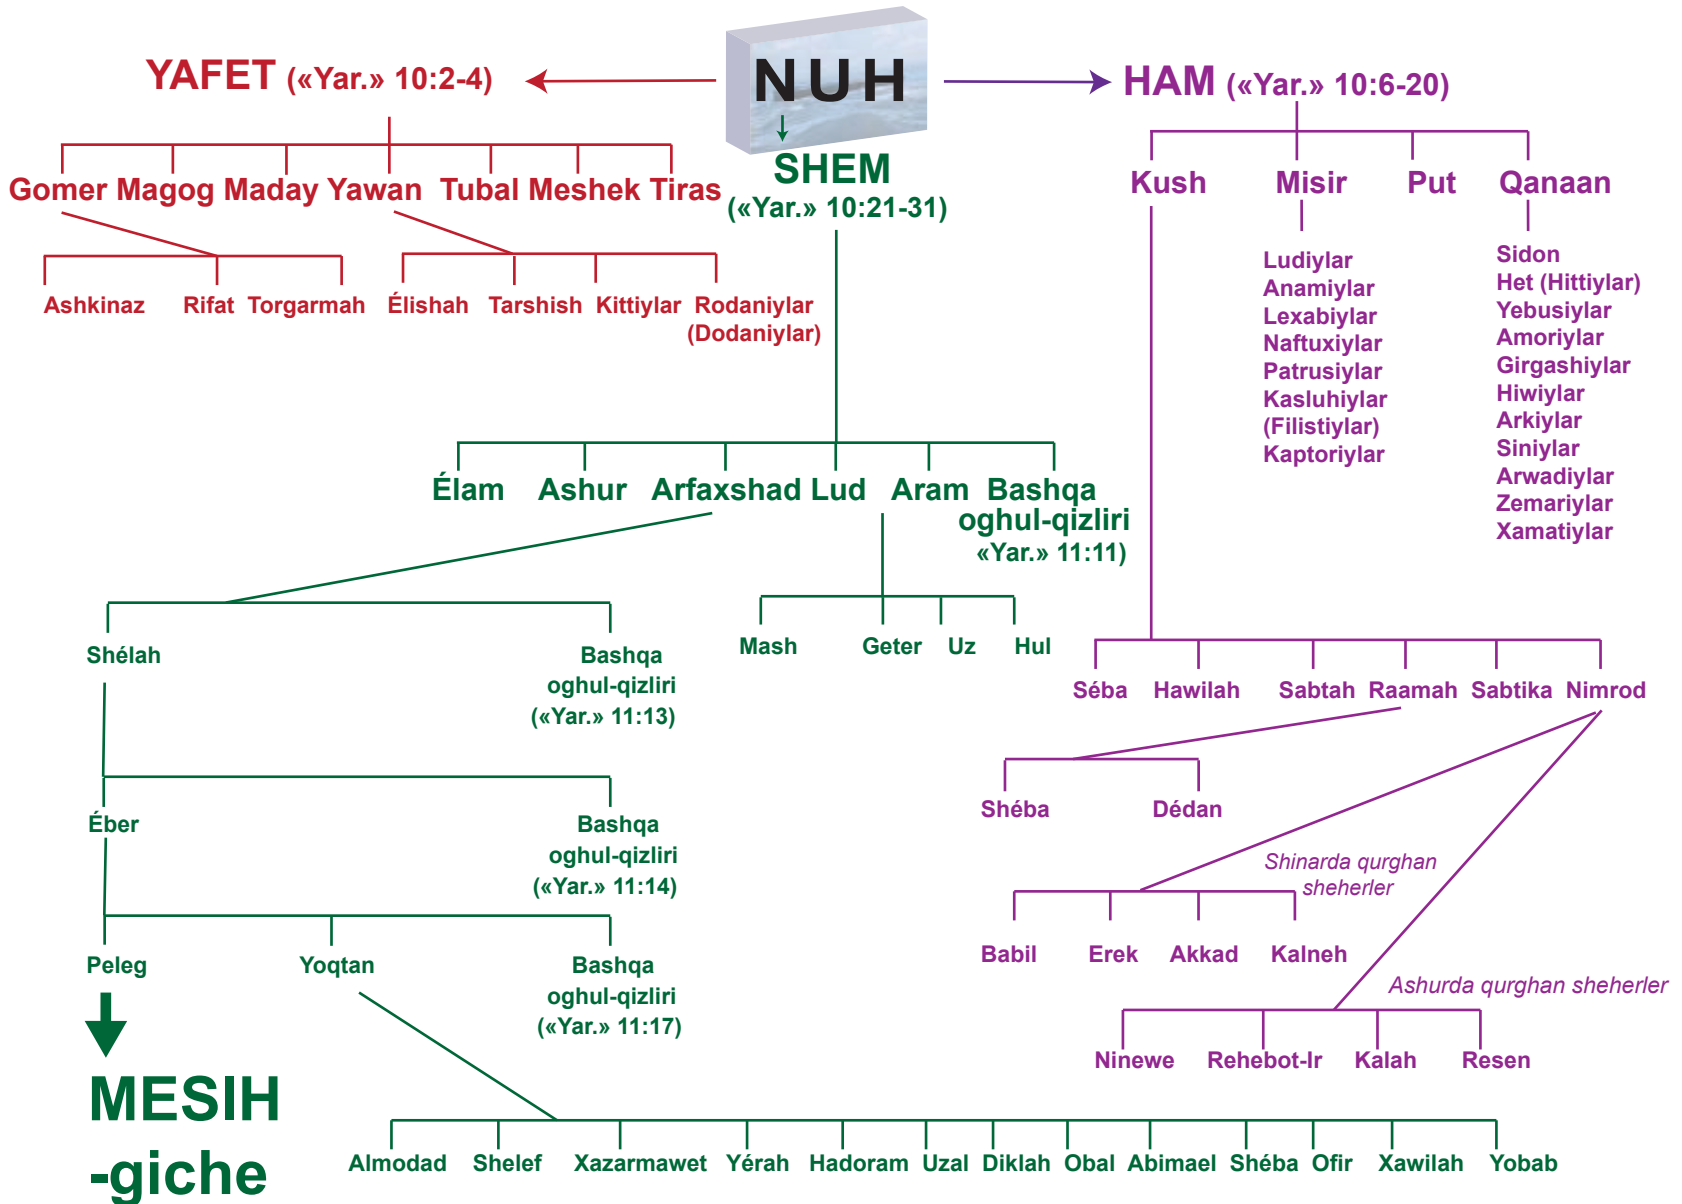 NUH
YAFET («Yar.» 10:2-4)
HAM («Yar.» 10:6-20)
SHEM
(«Yar.» 10:21-31)
Gomer Magog Maday Yawan Tubal Meshek Tiras
Ashkinaz Rifat Torgarmah Élishah Tarshish Kittiylar Rodaniylar
(Dodaniylar)
Kush Misir Put Qanaan
Ludiylar
Anamiylar
Lexabiylar
Naftuxiylar
Patrusiylar
Kasluhiylar
(Filistiylar)
Kaptoriylar
Sidon
Het (Hittiylar)
Yebusiylar
Amoriylar
Girgashiylar
Hiwiylar
Arkiylar
Siniylar
Arwadiylar
Zemariylar
Xamatiylar
Élam Ashur Arfaxshad Lud Aram Bashqa
oghul-qizliri
«Yar.» 11:11)
Mash Geter Uz Hul
Shélah Bashqa
oghul-qizliri
(«Yar.» 11:13)
Éber Bashqa
oghul-qizliri
(«Yar.» 11:14)
Peleg Yoqtan Bashqa
oghul-qizliri
(«Yar.» 11:17)
MESIH
-giche
Almodad Shelef Xazarmawet Yérah Hadoram Uzal Diklah Obal Abimael Shéba Ofir Xawilah Yobab
Séba Hawilah Sabtah Raamah Sabtika Nimrod
Shéba Dédan
Shinarda qurghan
sheherler
Babil Erek Akkad Kalneh
Ashurda qurghan sheherler
Ninewe Rehebot-Ir Kalah Resen